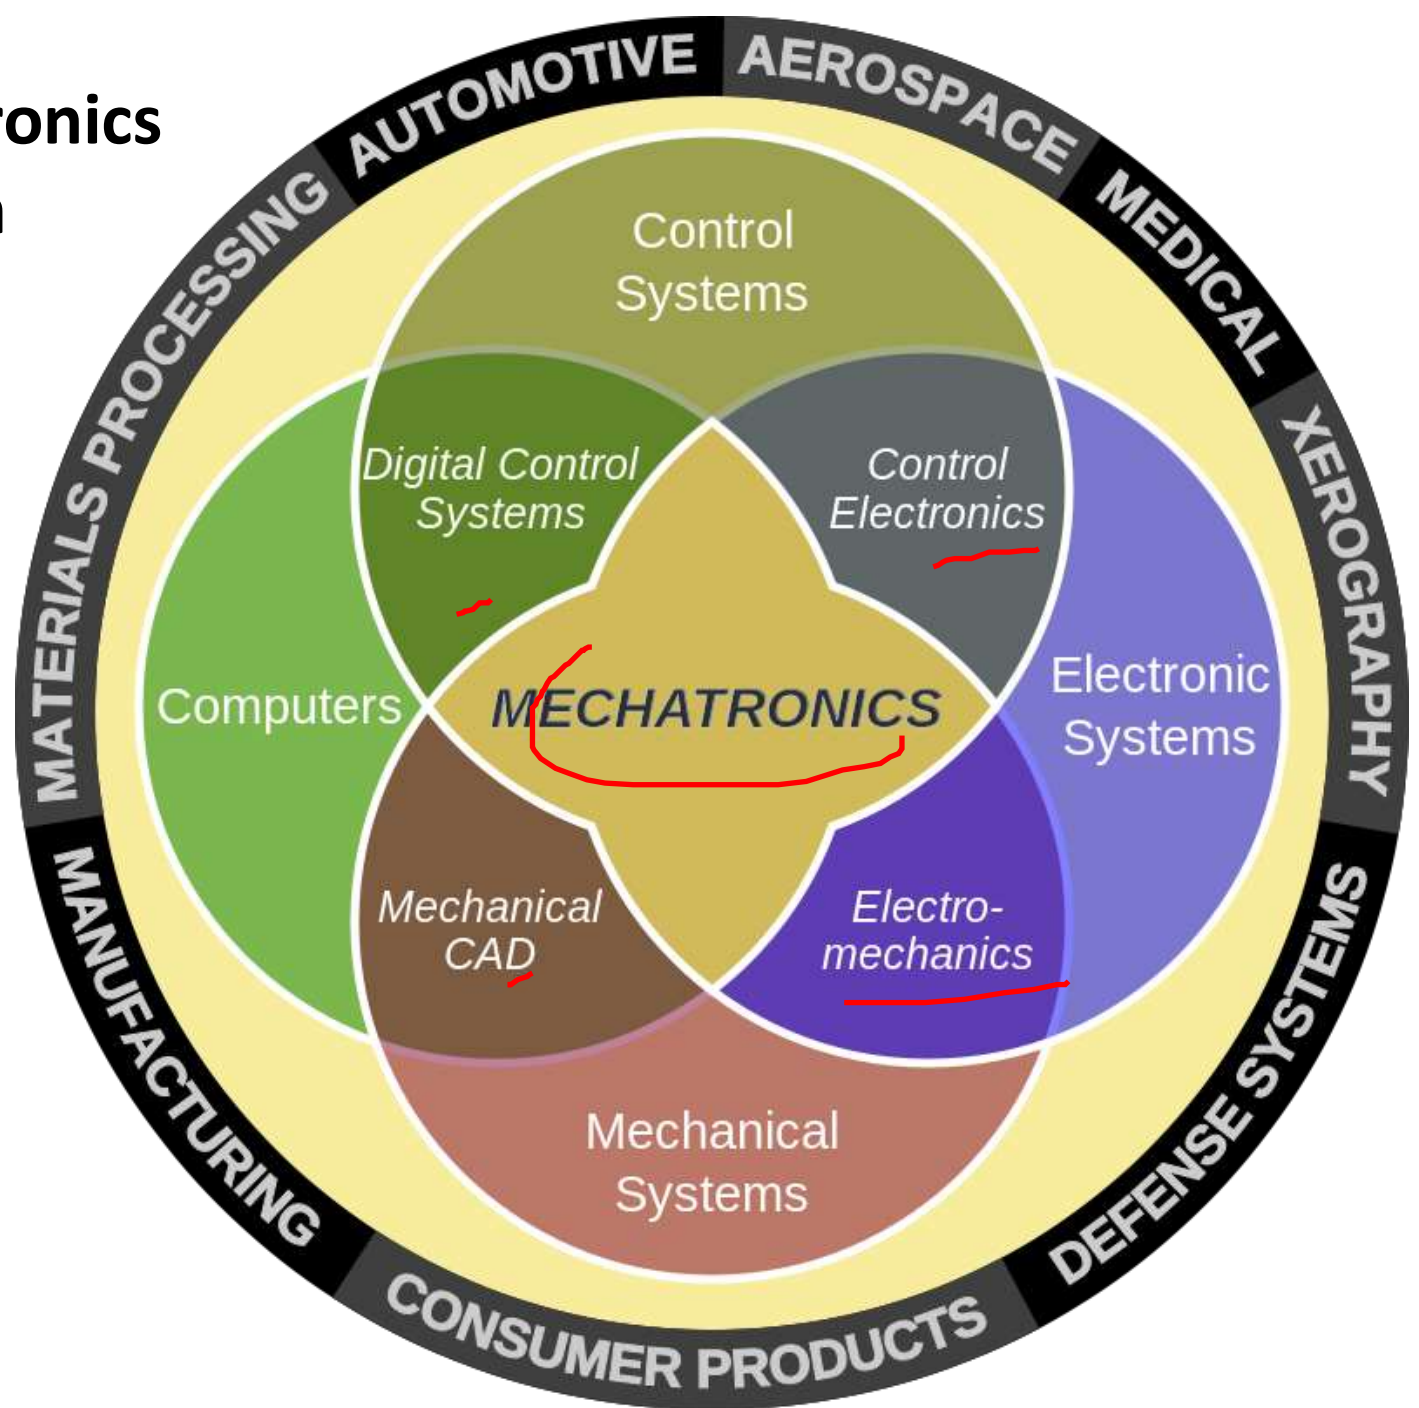 ronics
AUTOMOTIVE
AEROSPACE
MEDICAL
XEROGRAPHY
DEFENSE SYSTEMS
CONSUMER PRODUCTS
MANUFACTURING
MATERIALS PROCESSING
Control
Systems
Digital Control
Systems
Control
Electronics
Computers
MECHATRONICS
Electronic
Systems
Mechanical
CAD
Electro-
mechanics
Mechanical
Systems